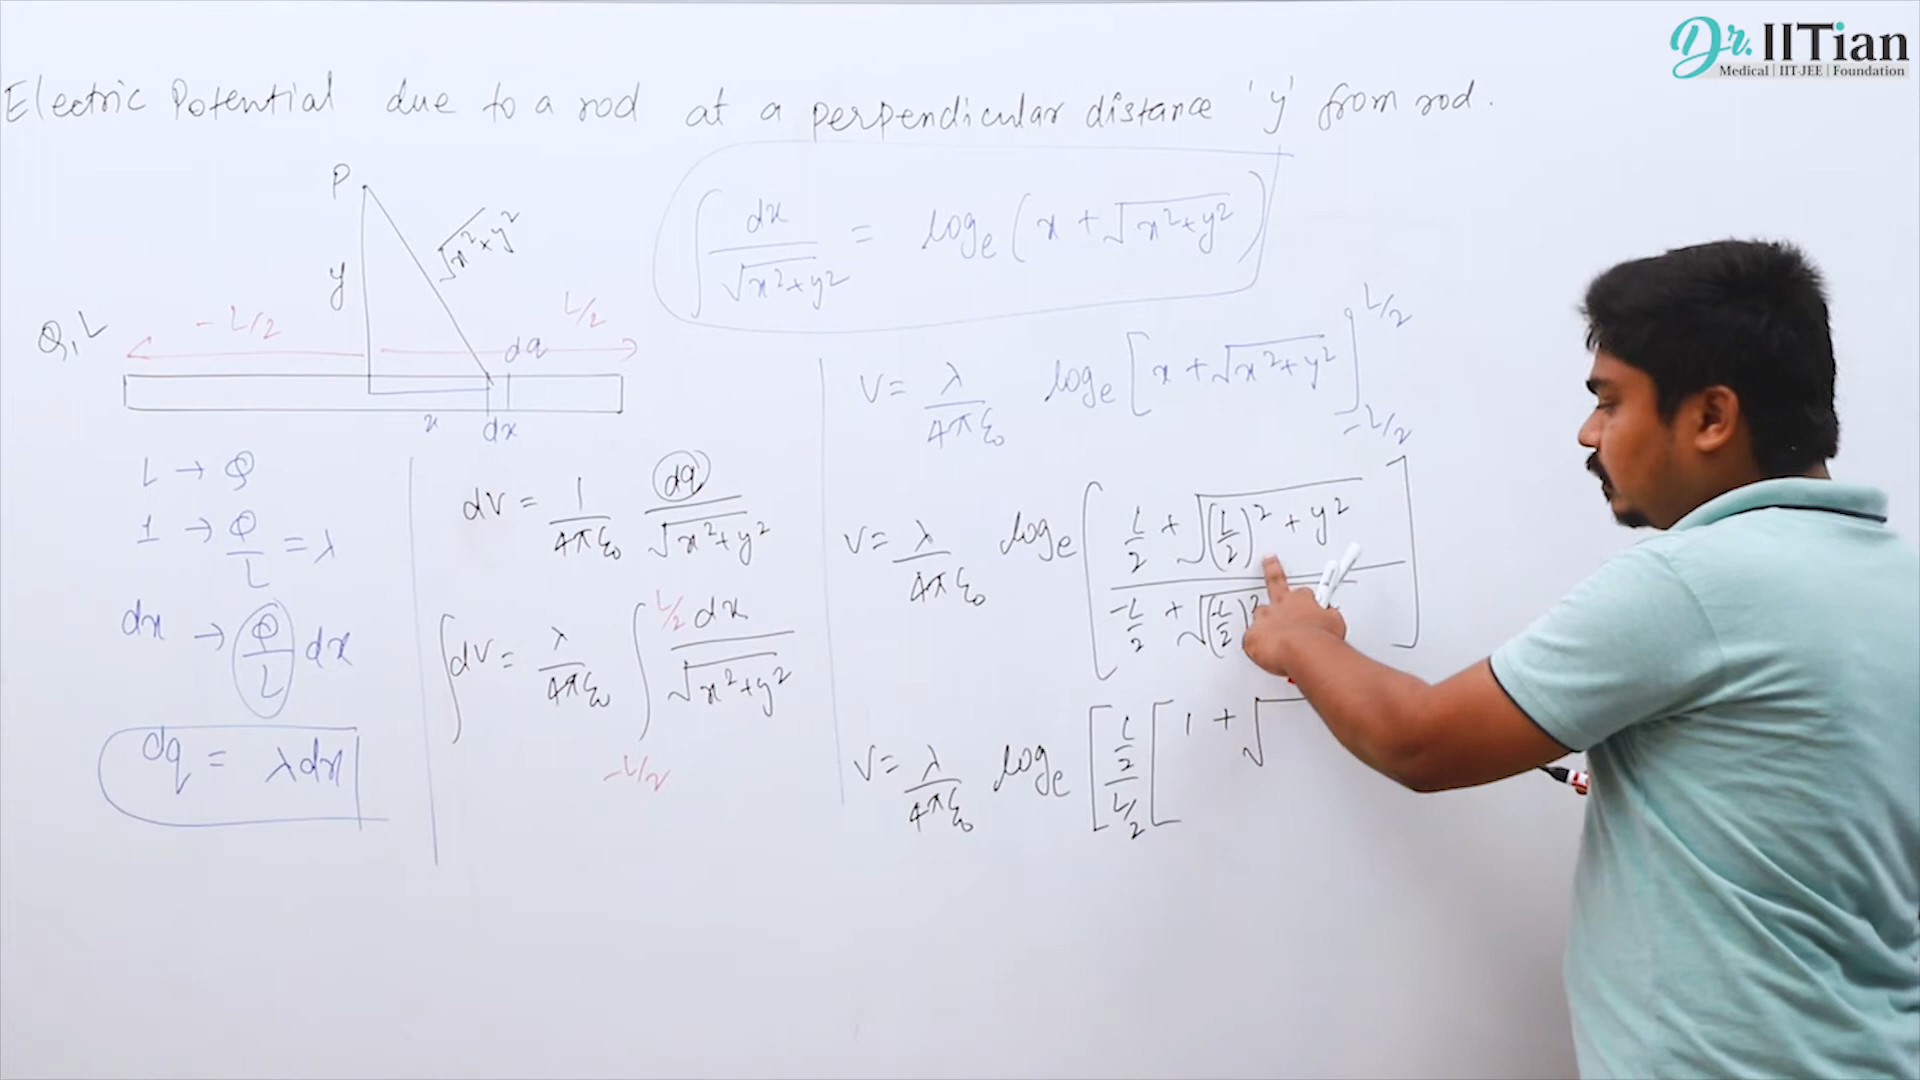 Dr. IITian
Medical | IIT-JEE | Foundation
Electric Potential due to a rod at a perpendicular distance 'y' from rod.
P
y
√x²+y²
Q, L
-L/2
L/2
dq
x
dx
L → Q
1 → Q/L = λ
dx → Q/L dx
dq = λdx
dV = 1/4πε₀ dq/√x²+y²
∫dV = λ/4πε₀ ∫ L/2 -L/2 dx/√x²+y²
∫ dx/√x²+y² = logₑ(x + √x²+y²)
V = λ/4πε₀ logₑ[x + √x²+y²] L/2 -L/2
V = λ/4πε₀ logₑ[L/2 + √(L/2)² + y² / -L/2 + √(-L/2)²]
V = λ/4πε₀ logₑ[L/2 / L/2 [1 + √